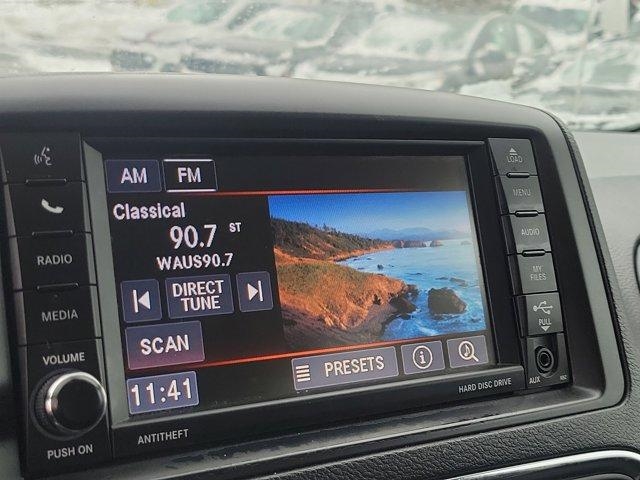 AM FM
Classical
90.7 ST
WAUS90.7
DIRECT
TUNE
SCAN
PRESETS
11:41
RADIO
MEDIA
VOLUME
PUSH ON
ANTITHEFT
HARD DISC DRIVE
LOAD
MENU
AUDIO
MY
FILES
PULL
AUX